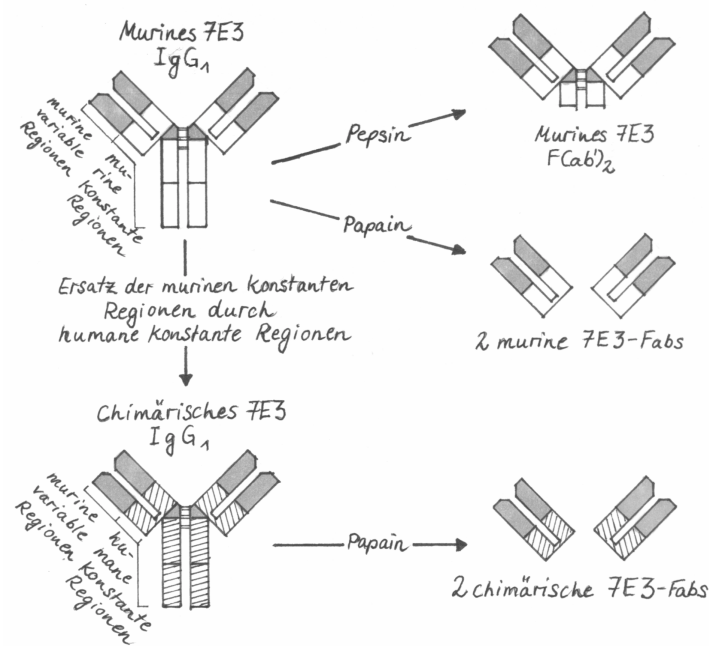 Murines 7E3
IgG1
murine
variable
Regionen
mu-
rine
Konstante
Regionen
Pepsin
Murines 7E3
F(ab')2
Papain
2 murine 7E3-Fabs
Ersatz der murinen konstanten
Regionen durch
humane konstante Regionen
Chimärisches 7E3
IgG1
murine
variable
Regionen
hu-
mane
Konstante
Regionen
Papain
2 chimärische 7E3-Fabs